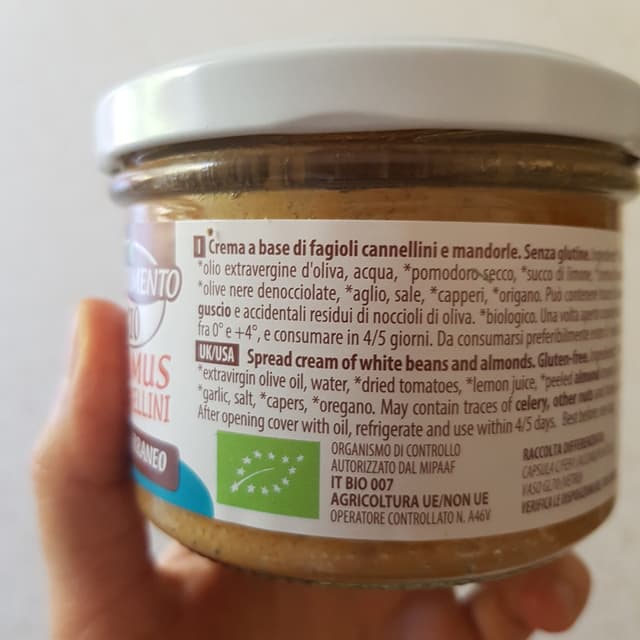 MENTO
MUS
ELLINI
RANEO
I Crema a base di fagioli cannellini e mandorle. Senza glutine.
*olio extravergine d'oliva, acqua, *pomodoro secco, *succo di limone,
*olive nere denocciolate, *aglio, sale, *capperi, *origano. Può contenere
guscio e accidentali residui di noccioli di oliva. *biologico. Una volta aperto
fra 0° e +4°, e consumare in 4/5 giorni. Da consumarsi preferibilmente
UK/USA Spread cream of white beans and almonds. Gluten-free.
*extravirgin olive oil, water, *dried tomatoes, *lemon juice, *peeled almond
*garlic, salt, *capers, *oregano. May contain traces of celery, other nuts
After opening cover with oil, refrigerate and use within 4/5 days. Best before
ORGANISMO DI CONTROLLO
AUTORIZZATO DAL MIPAAF
IT BIO 007
AGRICOLTURA UE/NON UE
OPERATORE CONTROLLATO N. A46V
RACCOLTA DIFFERENZIATA
VASO
VERIFICA LE DISPOSIZIONI